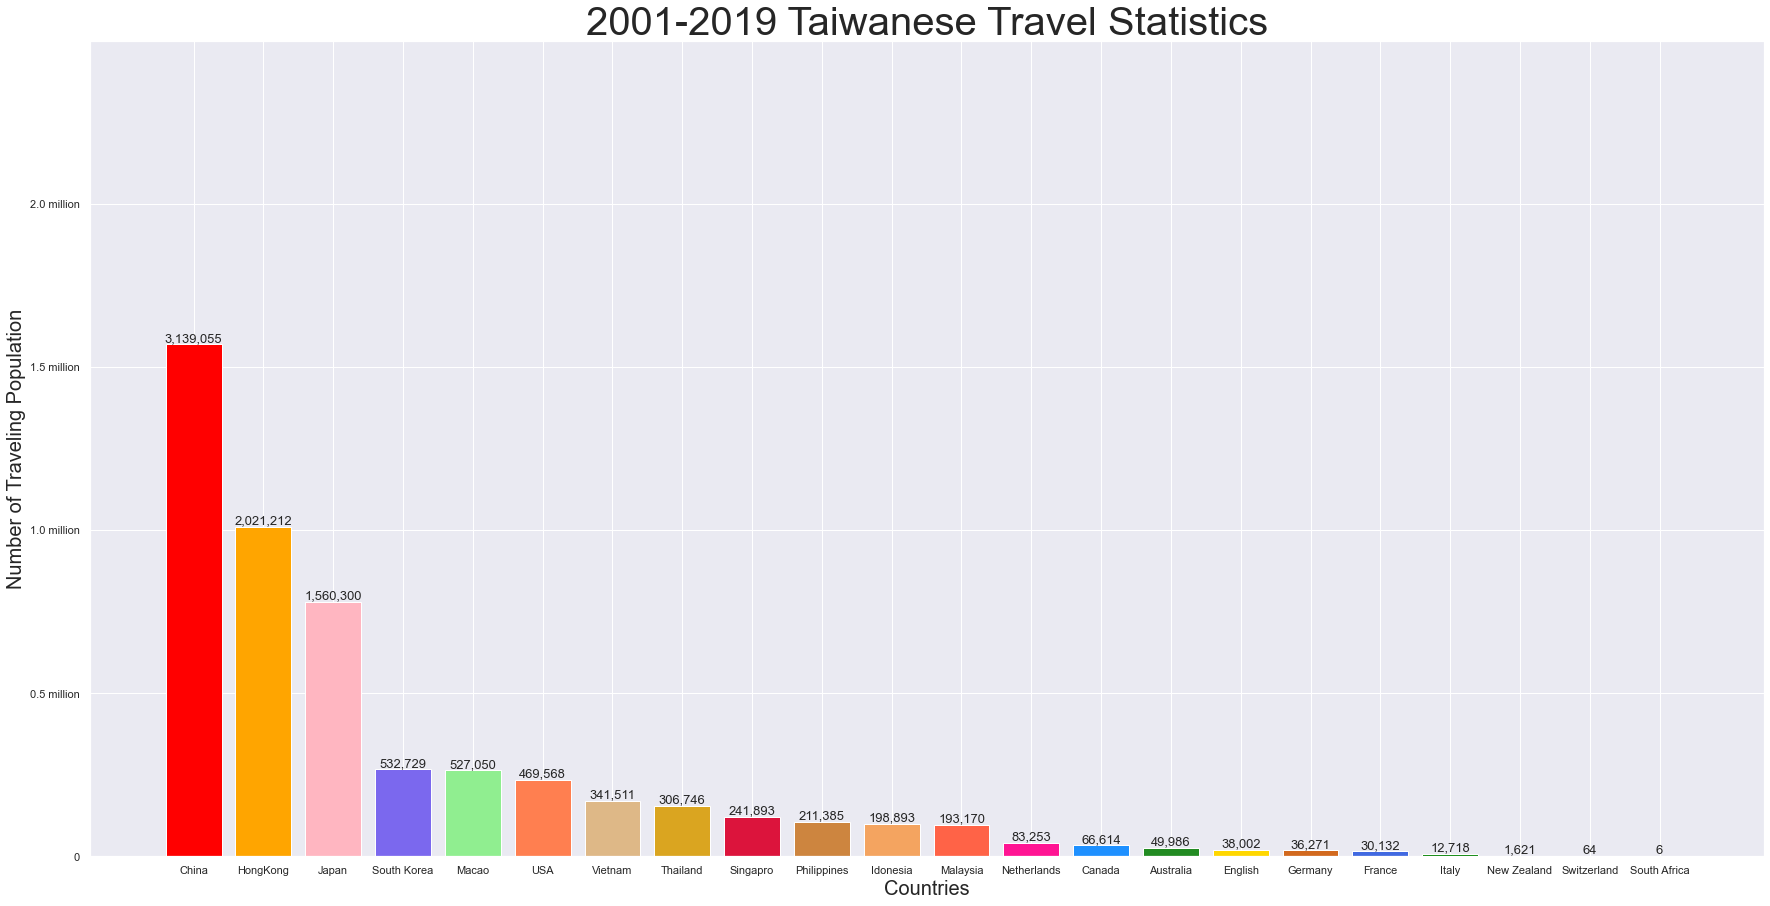 2001-2019 Taiwanese Travel Statistics
Number of Traveling Population
2.0 million
1.5 million
1.0 million
0.5 million
0
3,139,055
2,021,212
1,560,300
532,729
527,050
469,568
341,511
306,746
241,893
211,385
198,893
193,170
83,253
66,614
49,986
38,002
36,271
30,132
12,718
1,621
64
6
China
HongKong
Japan
South Korea
Macao
USA
Vietnam
Thailand
Singapro
Philippines
Idonesia
Malaysia
Netherlands
Canada
Australia
English
Germany
France
Italy
New Zealand
Switzerland
South Africa
Countries